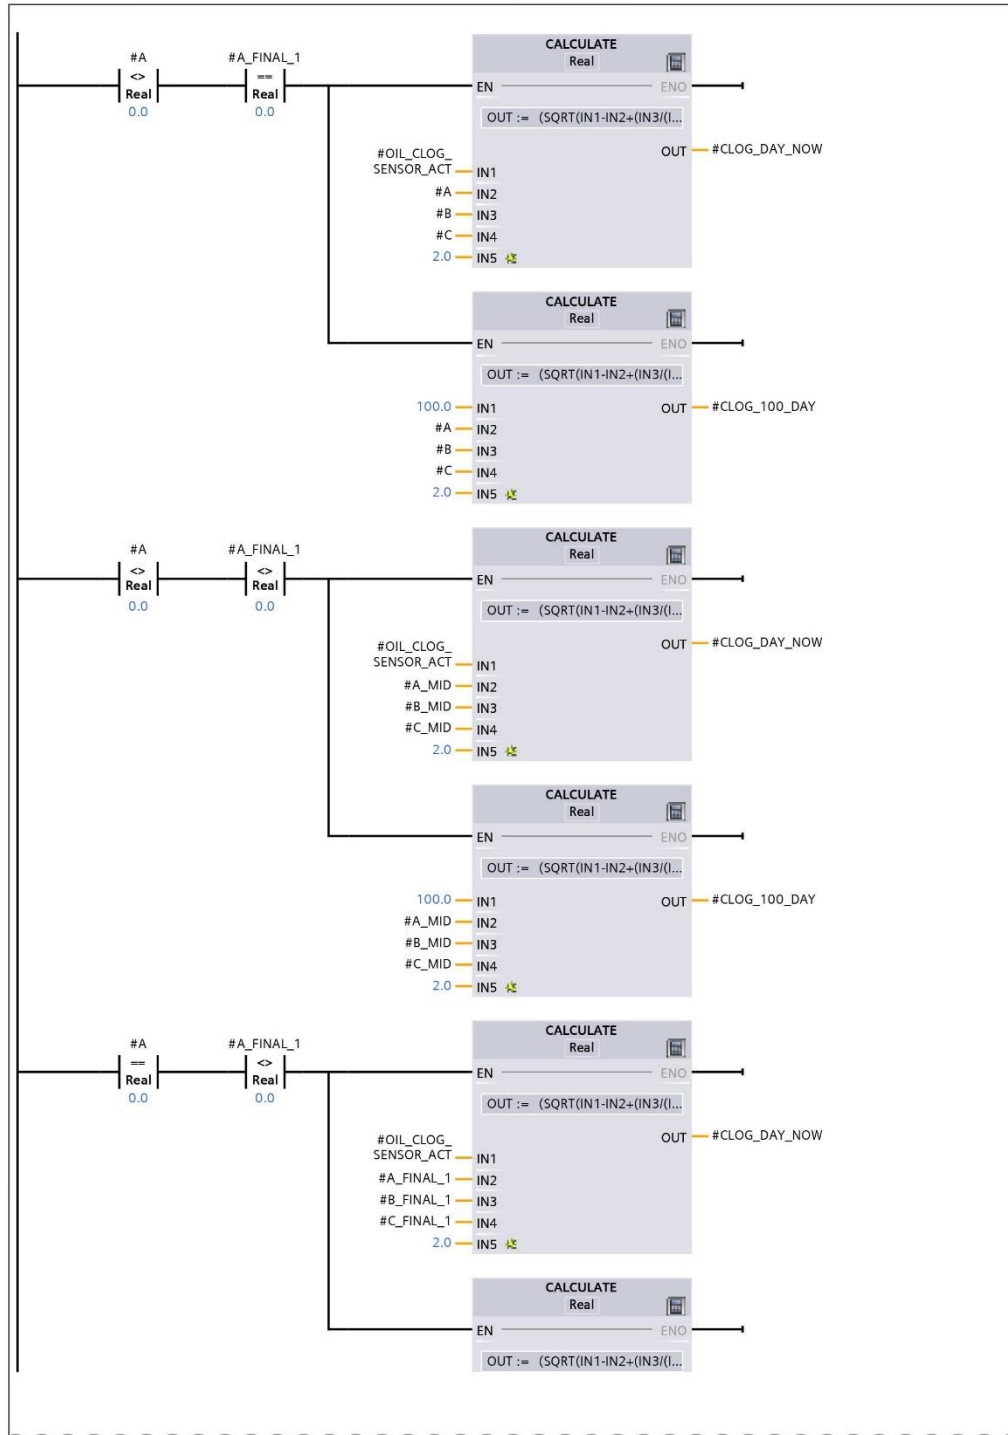 #A #A_FINAL_1
<> ==
Real Real
0.0 0.0
CALCULATE
Real
EN ENO
OUT := (SQRT(IN1-IN2+(IN3/(I...
OUT #CLOG_DAY_NOW
#OIL_CLOG_
SENSOR_ACT IN1
#A IN2
#B IN3
#C IN4
2.0 IN5
CALCULATE
Real
EN ENO
OUT := (SQRT(IN1-IN2+(IN3/(I...
100.0 IN1 OUT #CLOG_100_DAY
#A IN2
#B IN3
#C IN4
2.0 IN5
#A #A_FINAL_1
<> <>
Real Real
0.0 0.0
CALCULATE
Real
EN ENO
OUT := (SQRT(IN1-IN2+(IN3/(I...
OUT #CLOG_DAY_NOW
#OIL_CLOG_
SENSOR_ACT IN1
#A_MID IN2
#B_MID IN3
#C_MID IN4
2.0 IN5
CALCULATE
Real
EN ENO
OUT := (SQRT(IN1-IN2+(IN3/(I...
100.0 IN1 OUT #CLOG_100_DAY
#A_MID IN2
#B_MID IN3
#C_MID IN4
2.0 IN5
#A #A_FINAL_1
== <>
Real Real
0.0 0.0
CALCULATE
Real
EN ENO
OUT := (SQRT(IN1-IN2+(IN3/(I...
OUT #CLOG_DAY_NOW
#OIL_CLOG_
SENSOR_ACT IN1
#A_FINAL_1 IN2
#B_FINAL_1 IN3
#C_FINAL_1 IN4
2.0 IN5
CALCULATE
Real
EN ENO
OUT := (SQRT(IN1-IN2+(IN3/(I...